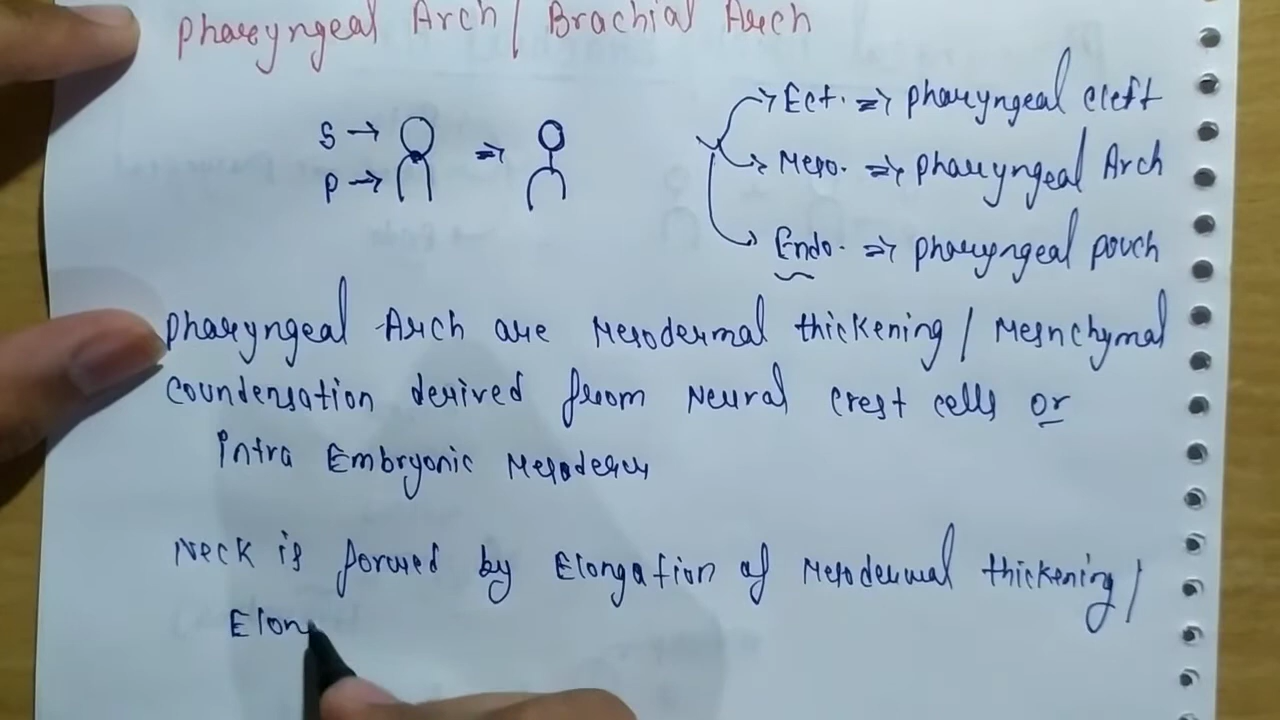 Pharyngeal Arch / Brachial Arch
S →
P →
⇒
→ Ect. ⇒ pharyngeal cleft
→ Meso. ⇒ pharyngeal Arch
→ Endo. ⇒ pharyngeal pouch
Pharyngeal Arch are Mesodermal thickening / Mesnchymal
Coundensation derived from Neural crest cells or
Intra Embryonic Mesoderm
Neck is formed by Elongation of Mesodermal thickening /
Elon